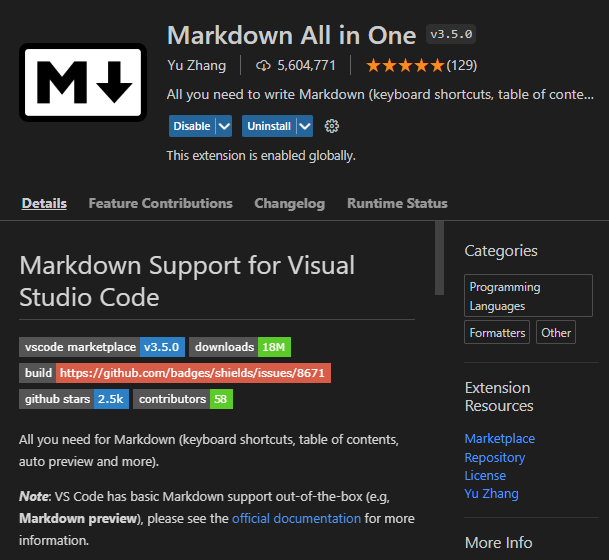 Markdown All in One v3.5.0
Yu Zhang 5,604,771 (129)
All you need to write Markdown (keyboard shortcuts, table of conte...
Disable Uninstall
This extension is enabled globally.
Details Feature Contributions Changelog Runtime Status
Markdown Support for Visual
Studio Code
vscode marketplace v3.5.0 downloads 18M
build https://github.com/badges/shields/issues/8671
github stars 2.5k contributors 58
All you need for Markdown (keyboard shortcuts, table of contents,
auto preview and more).
Note: VS Code has basic Markdown support out-of-the-box (e.g,
Markdown preview), please see the official documentation for more
information.
Categories
Programming
Languages
Formatters Other
Extension
Resources
Marketplace
Repository
License
Yu Zhang
More Info